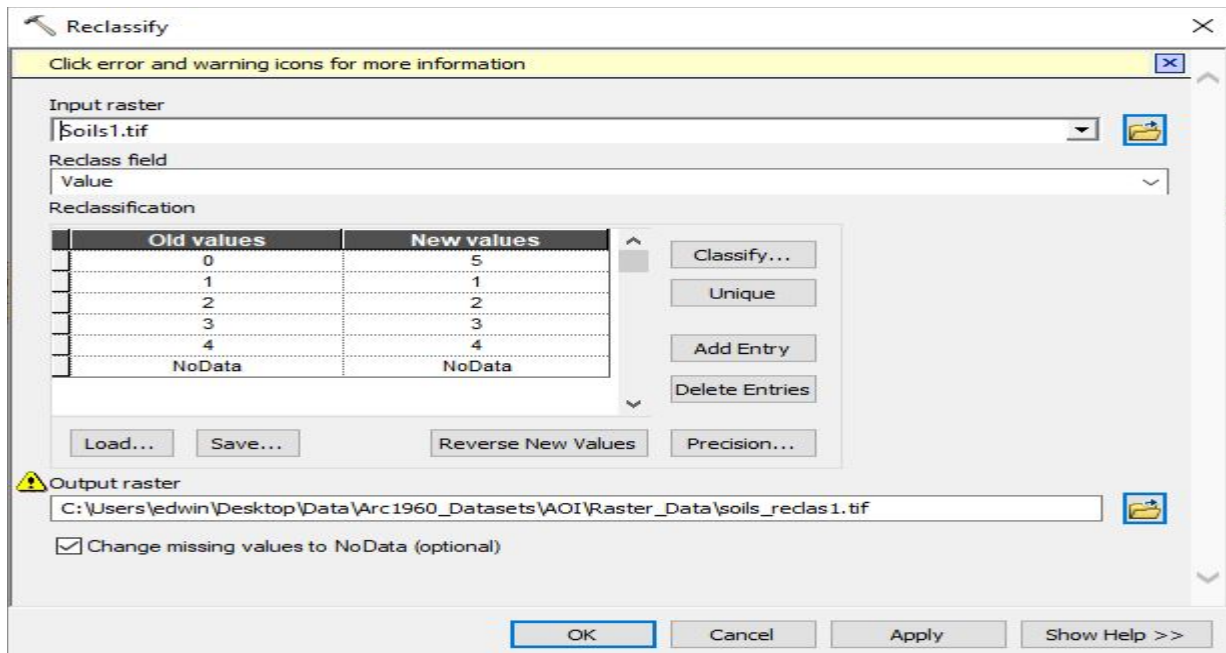 Reclassify
Click error and warning icons for more information
Input raster
Soils1.tif
Reclass field
Value
Reclassification
Old values New values
0 5
1 1
2 2
3 3
4 4
NoData NoData
Classify...
Unique
Add Entry
Delete Entries
Load... Save... Reverse New Values Precision...
Output raster
C:\Users\edwin\Desktop\Data\Arc1960_Datasets\AOI\Raster_Data\soils_reclas1.tif
Change missing values to NoData (optional)
OK Cancel Apply Show Help >>